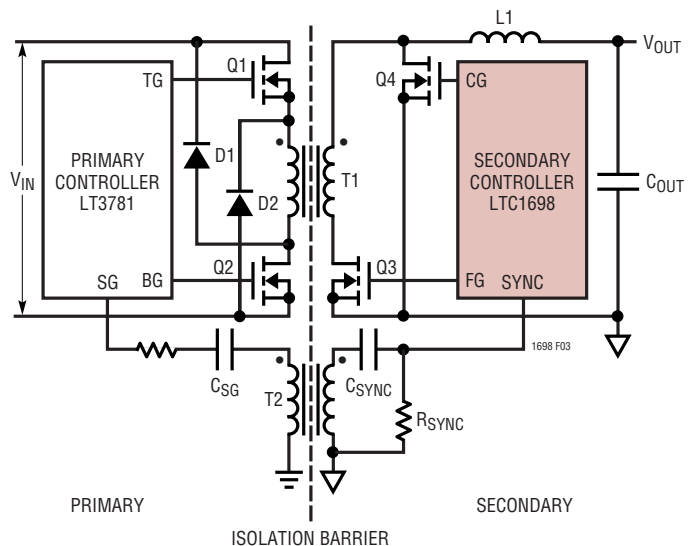 L1
VOUT
TG
Q1
Q4
CG
PRIMARY
CONTROLLER
LT3781
D1
D2
T1
SECONDARY
CONTROLLER
LTC1698
VIN
COUT
SG
BG
Q2
Q3
FG
SYNC
1698 F03
CSG
T2
CSYNC
RSYNC
PRIMARY
SECONDARY
ISOLATION BARRIER